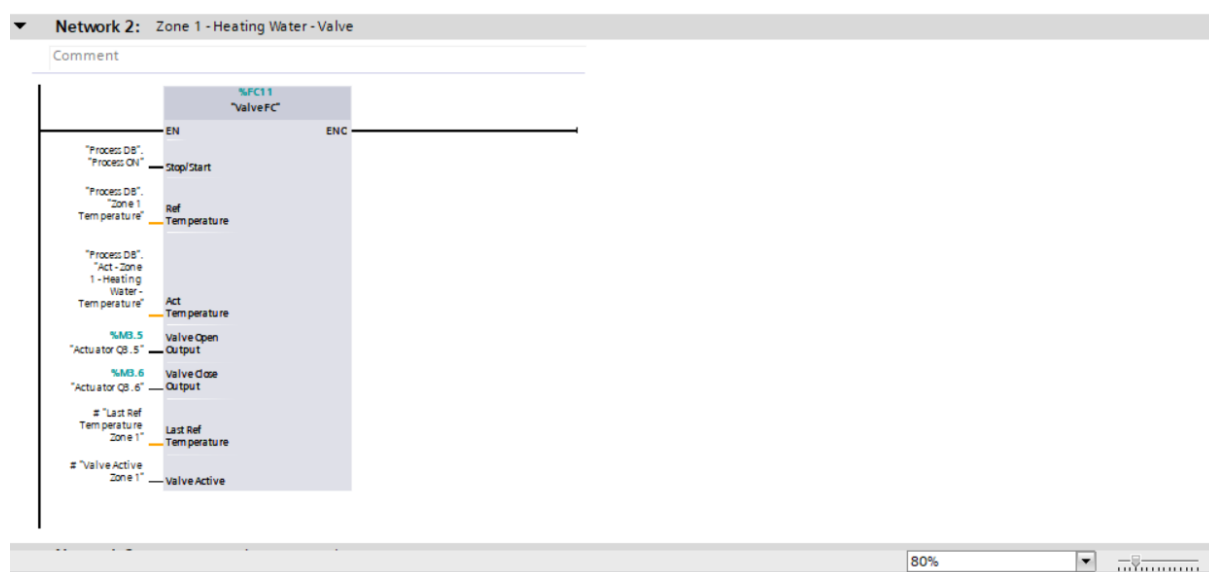 Network 2: Zone 1 - Heating Water - Valve
Comment
%FC11
"ValveFC"
EN ENC
"Process DB".
"Process ON"
Stop/Start
"Process DB".
"Zone 1
Temperature"
Ref
Temperature
"Process DB".
"Act - Zone
1 - Heating
Water -
Temperature"
Act
Temperature
%M3.5
"Actuator Q3.5"
Valve Open
Output
%M3.6
"Actuator Q3.6"
Valve Close
Output
# "Last Ref
Temperature
Zone 1"
Last Ref
Temperature
# "Valve Active
Zone 1"
Valve Active
80%